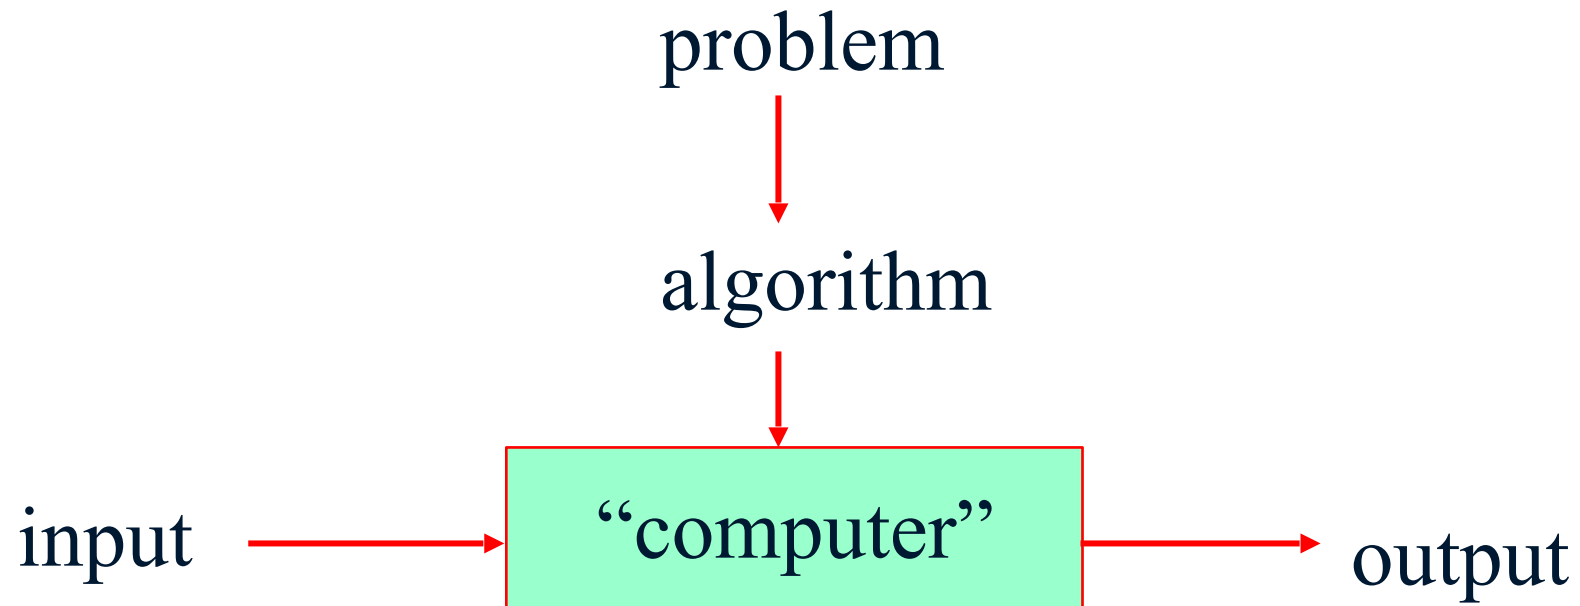 problem
algorithm
“computer”
input
output